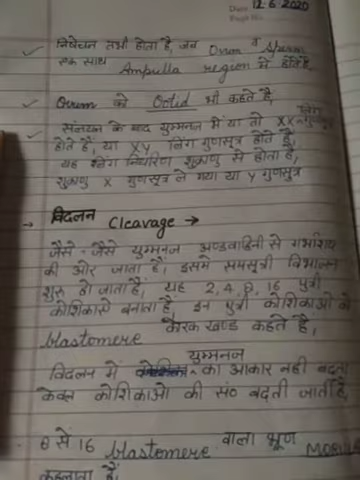 Date 12-6-2020
Page No.
निषेचन तभी होता है, जब Ovum व Sperm
एक साथ Ampulla region में होते है
Ovum को Ootid भी कहते है,
संलयन के बाद युग्मनज में या तो XX लिंग गुणसूत्र
होते है, या XY लिंग गुणसूत्र होते है,
यह लिंग निर्धारण शुक्राणु से होता है,
शुक्राणु X गुणसूत्र ले गया या Y गुणसूत्र
→ विदलन Cleavage →
जैसे - जैसे युग्मनज अण्डवाहिनी से गर्भाशय
की ओर जाता है, इसमे समसूत्री विभाजन
शुरू हो जाता है, यह 2, 4, 8, 16 पुत्री
कोशिकाये बनाता है, इन पुत्री कोशिकाओं को
blastomere कोरक खण्ड कहते है,
विदलन में युग्मनज का आकार नही बदलता
केवल कोशिकाओ की सं० बढ़ती जाती है,
8 से 16 blastomere वाला भ्रूण
कहलाता है,